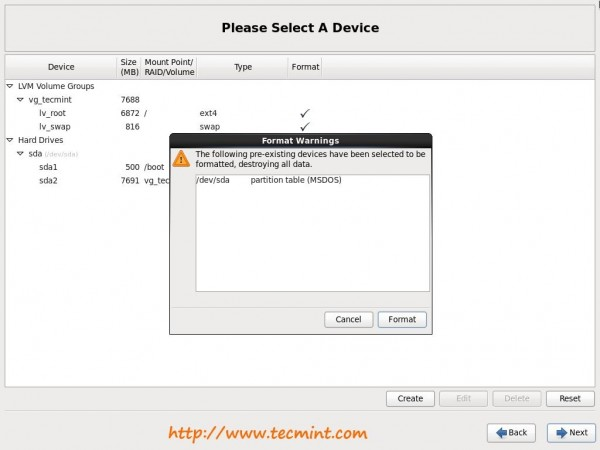 Please Select A Device
Device
Size (MB)
Mount Point/ RAID/Volume
Type
Format
LVM Volume Groups
vg_tecmint 7688
lv_root 6872 / ext4
lv_swap 816 swap
Hard Drives
sda (/dev/sda)
sda1 500 /boot
sda2 7691 vg_tec
Format Warnings
The following pre-existing devices have been selected to be
formatted, destroying all data.
/dev/sda partition table (MSDOS)
Cancel Format
Create Edit Delete Reset
http://www.tecmint.com
Back Next